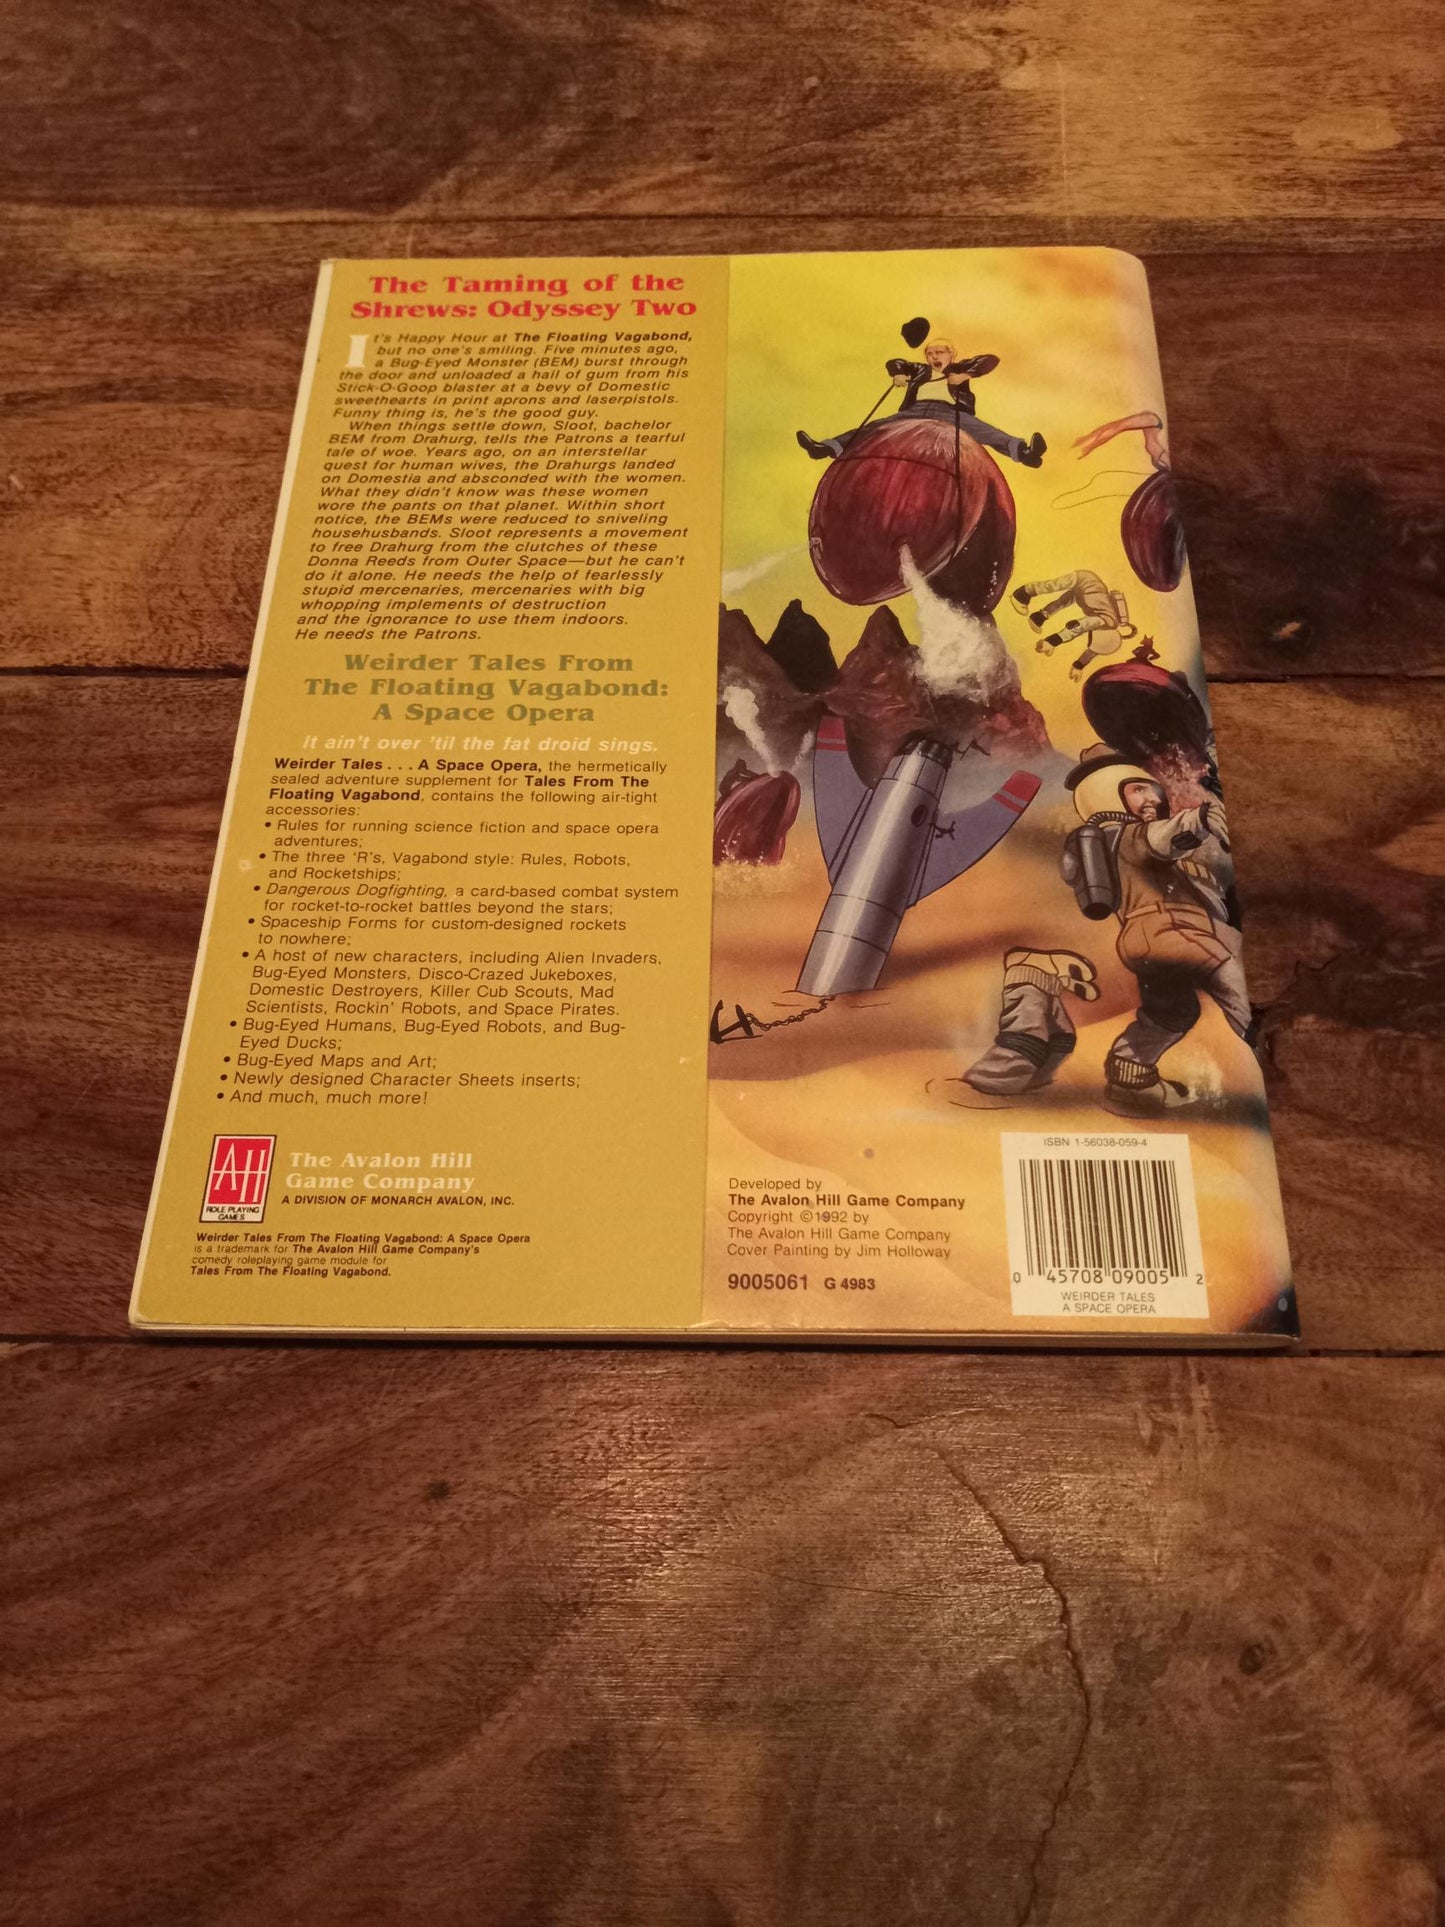 The Taming of the
Shrews: Odyssey Two
It's Happy Hour at The Floating Vagabond,
but no one's smiling. Five minutes ago,
a Bug-Eyed Monster (BEM) burst through
the door and unloaded a hail of gum from his
Stick-O-Goop blaster at a bevy of Domestic
sweethearts in print aprons and laserpistols.
Funny thing is, he's the good guy.
When things settle down, Sloot, bachelor
BEM from Drahurg, tells the Patrons a tearful
tale of woe. Years ago, on an interstellar
quest for human wives, the Drahurgs landed
on Domestia and absconded with the women.
What they didn't know was these women
wore the pants on that planet. Within short
notice, the BEMs were reduced to sniveling
househusbands. Sloot represents a movement
to free Drahurg from the clutches of these
Donna Reeds from Outer Space—but he can't
do it alone. He needs the help of fearlessly
stupid mercenaries, mercenaries with big
whopping implements of destruction
and the ignorance to use them indoors.
He needs the Patrons.
Weirder Tales From
The Floating Vagabond:
A Space Opera
It ain't over 'til the fat droid sings.
Weirder Tales . . . A Space Opera, the hermetically
sealed adventure supplement for Tales From The
Floating Vagabond, contains the following air-tight
accessories:
• Rules for running science fiction and space opera
adventures;
• The three 'R's, Vagabond style: Rules, Robots,
and Rocketships;
• Dangerous Dogfighting, a card-based combat system
for rocket-to-rocket battles beyond the stars;
• Spaceship Forms for custom-designed rockets
to nowhere;
• A host of new characters, including Alien Invaders,
Bug-Eyed Monsters, Disco-Crazed Jukeboxes,
Domestic Destroyers, Killer Cub Scouts, Mad
Scientists, Rockin' Robots, and Space Pirates.
• Bug-Eyed Humans, Bug-Eyed Robots, and Bug-
Eyed Ducks;
• Bug-Eyed Maps and Art;
• Newly designed Character Sheets inserts;
• And much, much more!
AH
ROLE PLAYING
GAMES
The Avalon Hill
Game Company
A DIVISION OF MONARCH AVALON, INC.
Weirder Tales From The Floating Vagabond: A Space Opera
is a trademark for The Avalon Hill Game Company's
comedy roleplaying game module for
Tales From The Floating Vagabond.
Developed by
The Avalon Hill Game Company
Copyright ©1992 by
The Avalon Hill Game Company
Cover Painting by Jim Holloway
9005061 G 4983
ISBN 1-56038-059-4
0 45708 09005 2
WEIRDER TALES
A SPACE OPERA